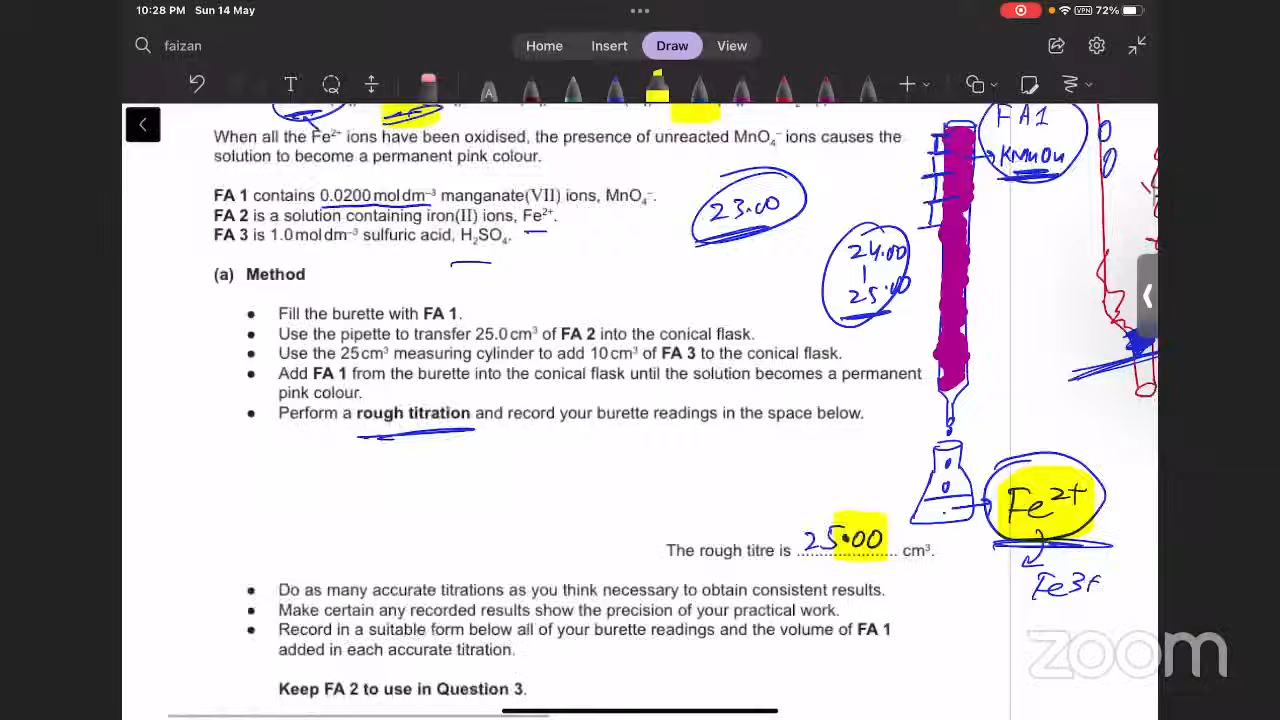 10:28 PM Sun 14 May
VPN 72%
faizan
Home Insert Draw View
When all the Fe²⁺ ions have been oxidised, the presence of unreacted MnO₄⁻ ions causes the
solution to become a permanent pink colour.
FA 1 contains 0.0200 mol dm⁻³ manganate(VII) ions, MnO₄⁻.
FA 2 is a solution containing iron(II) ions, Fe²⁺.
FA 3 is 1.0 mol dm⁻³ sulfuric acid, H₂SO₄.
23.00
FA1
KMnO4
0
0
24.00
25.00
(a) Method
• Fill the burette with FA 1.
• Use the pipette to transfer 25.0 cm³ of FA 2 into the conical flask.
• Use the 25 cm³ measuring cylinder to add 10 cm³ of FA 3 to the conical flask.
• Add FA 1 from the burette into the conical flask until the solution becomes a permanent
pink colour.
• Perform a rough titration and record your burette readings in the space below.
Fe²⁺
Fe3+
The rough titre is 25.00 cm³.
• Do as many accurate titrations as you think necessary to obtain consistent results.
• Make certain any recorded results show the precision of your practical work.
• Record in a suitable form below all of your burette readings and the volume of FA 1
added in each accurate titration.
Keep FA 2 to use in Question 3.
zoom